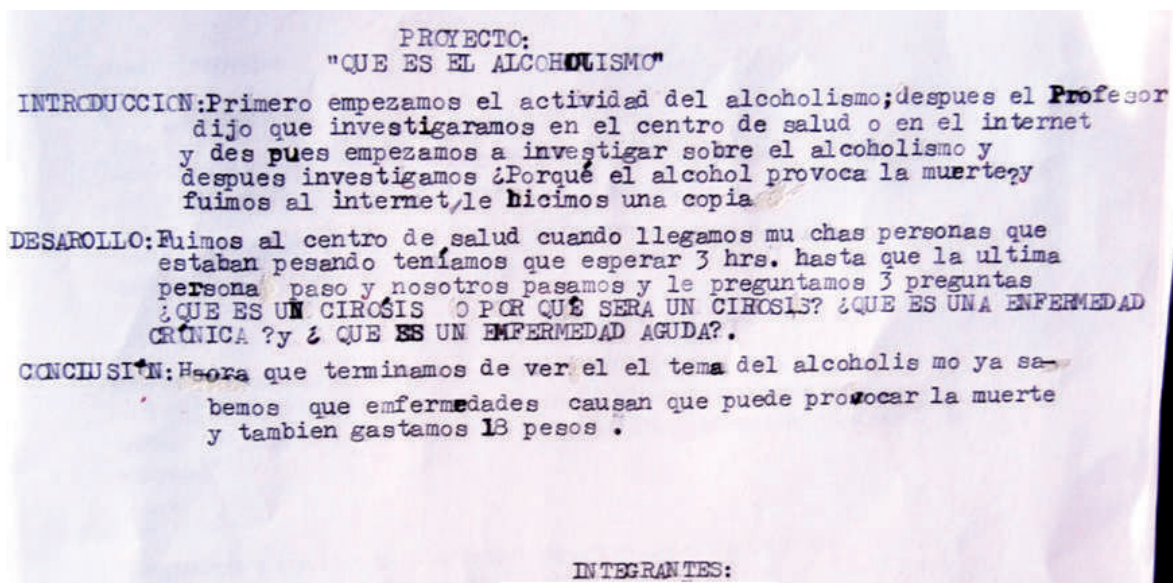 PROYECTO:
"QUE ES EL ALCOHOLISMO"
INTRODUCCION:Primero empezamos el actividad del alcoholismo;despues el Profesor
dijo que investigaramos en el centro de salud o en el internet
y des pues empezamos a investigar sobre el alcoholismo y
despues investigamos ¿Porqué el alcohol provoca la muerte?y
fuimos al internet,le hicimos una copia
DESAROLLO:Fuimos al centro de salud cuando llegamos mu chas personas que
estaban pesando teníamos que esperar 3 hrs. hasta que la ultima
persona paso y nosotros pasamos y le preguntamos 3 preguntas
¿QUE ES UN CIROSIS O POR QUÉ SERA UN CIROSIS? ¿QUE ES UNA ENFERMEDAD
CRÓNICA ?y ¿ QUE ES UN EMFERMEDAD AGUDA?.
CONCLUSIÓN: que terminamos de ver el el tema del alcoholis mo ya sa-
bemos que emfermedades causan que puede provocar la muerte
y tambien gastamos 18 pesos .
INTEGRANTES: